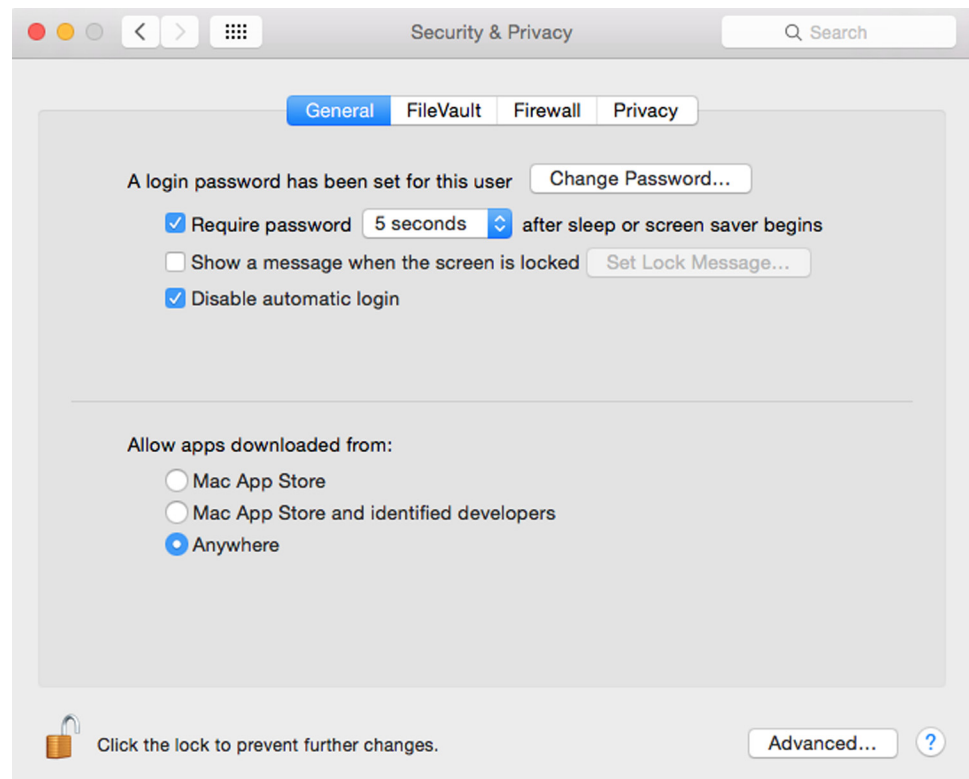 Security & Privacy
Search
General FileVault Firewall Privacy
A login password has been set for this user Change Password...
Require password 5 seconds after sleep or screen saver begins
Show a message when the screen is locked Set Lock Message...
Disable automatic login
Allow apps downloaded from:
Mac App Store
Mac App Store and identified developers
Anywhere
Click the lock to prevent further changes. Advanced... ?